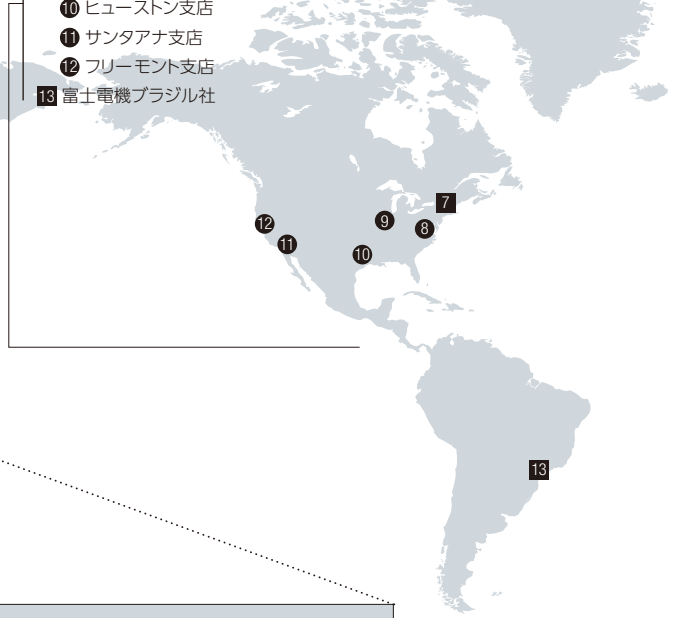 ⑩ ヒューストン支店
⑪ サンタアナ支店
⑫ フリーモント支店
13 富士電機ブラジル社
7
⑫
⑨
⑧
⑪
⑩
13